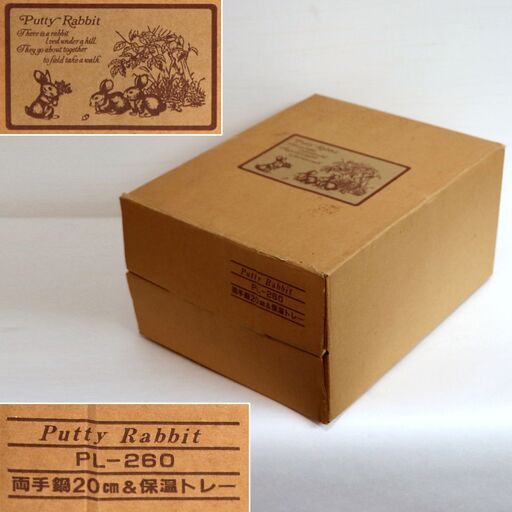 Putty Rabbit
There is a rabbit
lived under a hill.
They go about together
to field take a walk.
Putty Rabbit
Putty Rabbit
PL-260
両手鍋20cm&保温トレー
Putty Rabbit
PL-260
両手鍋20cm&保温トレー